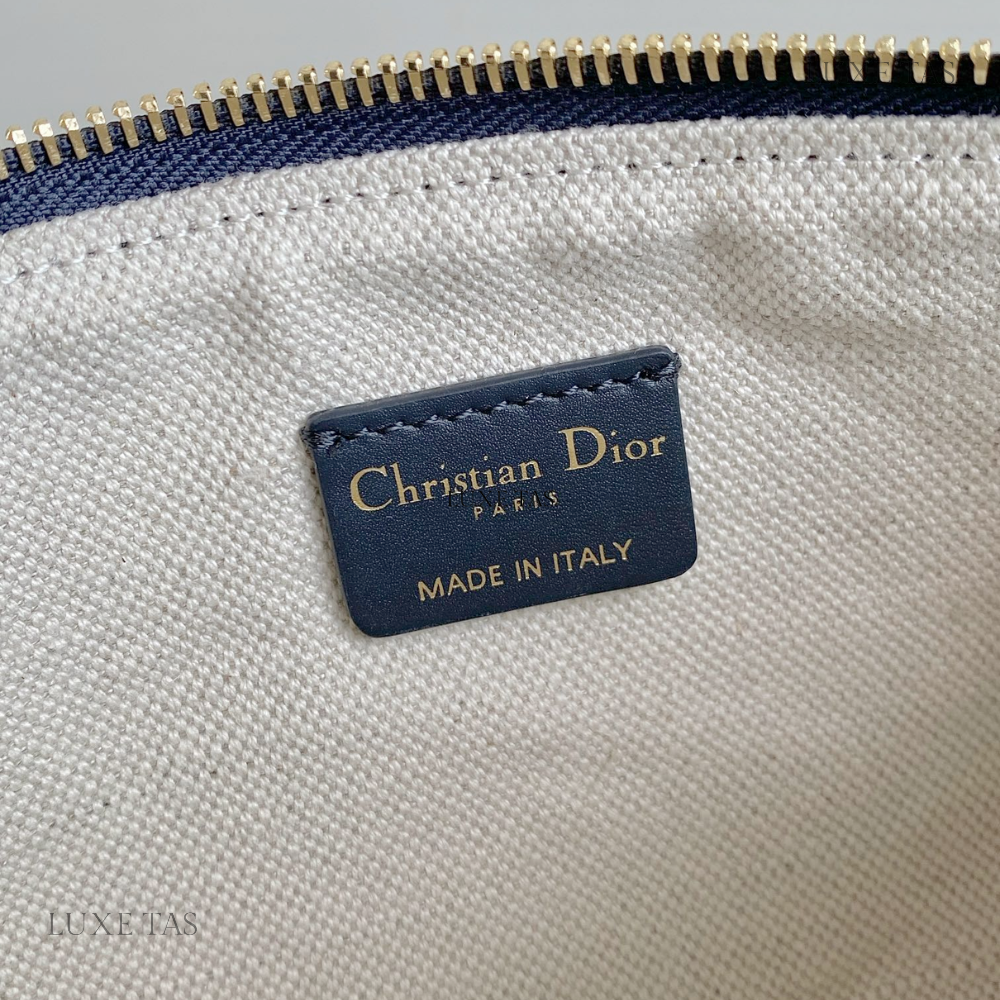 Christian Dior
PARIS
MADE IN ITALY
LUXE TAS